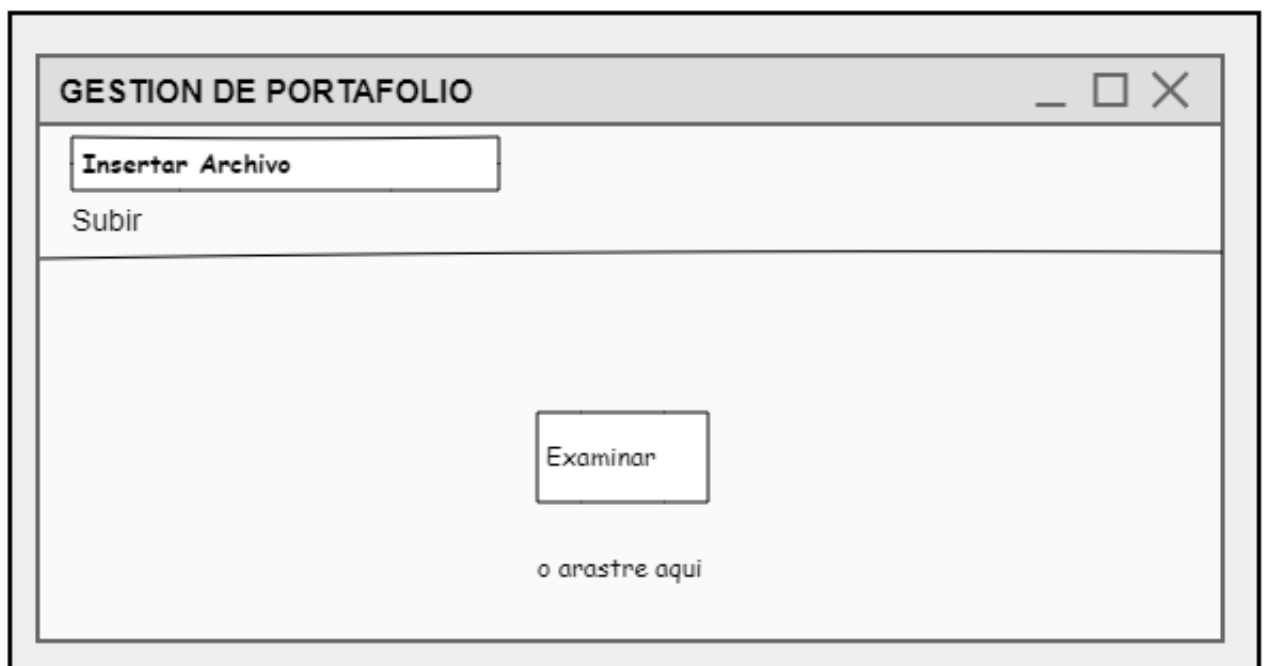 GESTION DE PORTAFOLIO
Insertar Archivo
Subir
Examinar
o arastre aqui